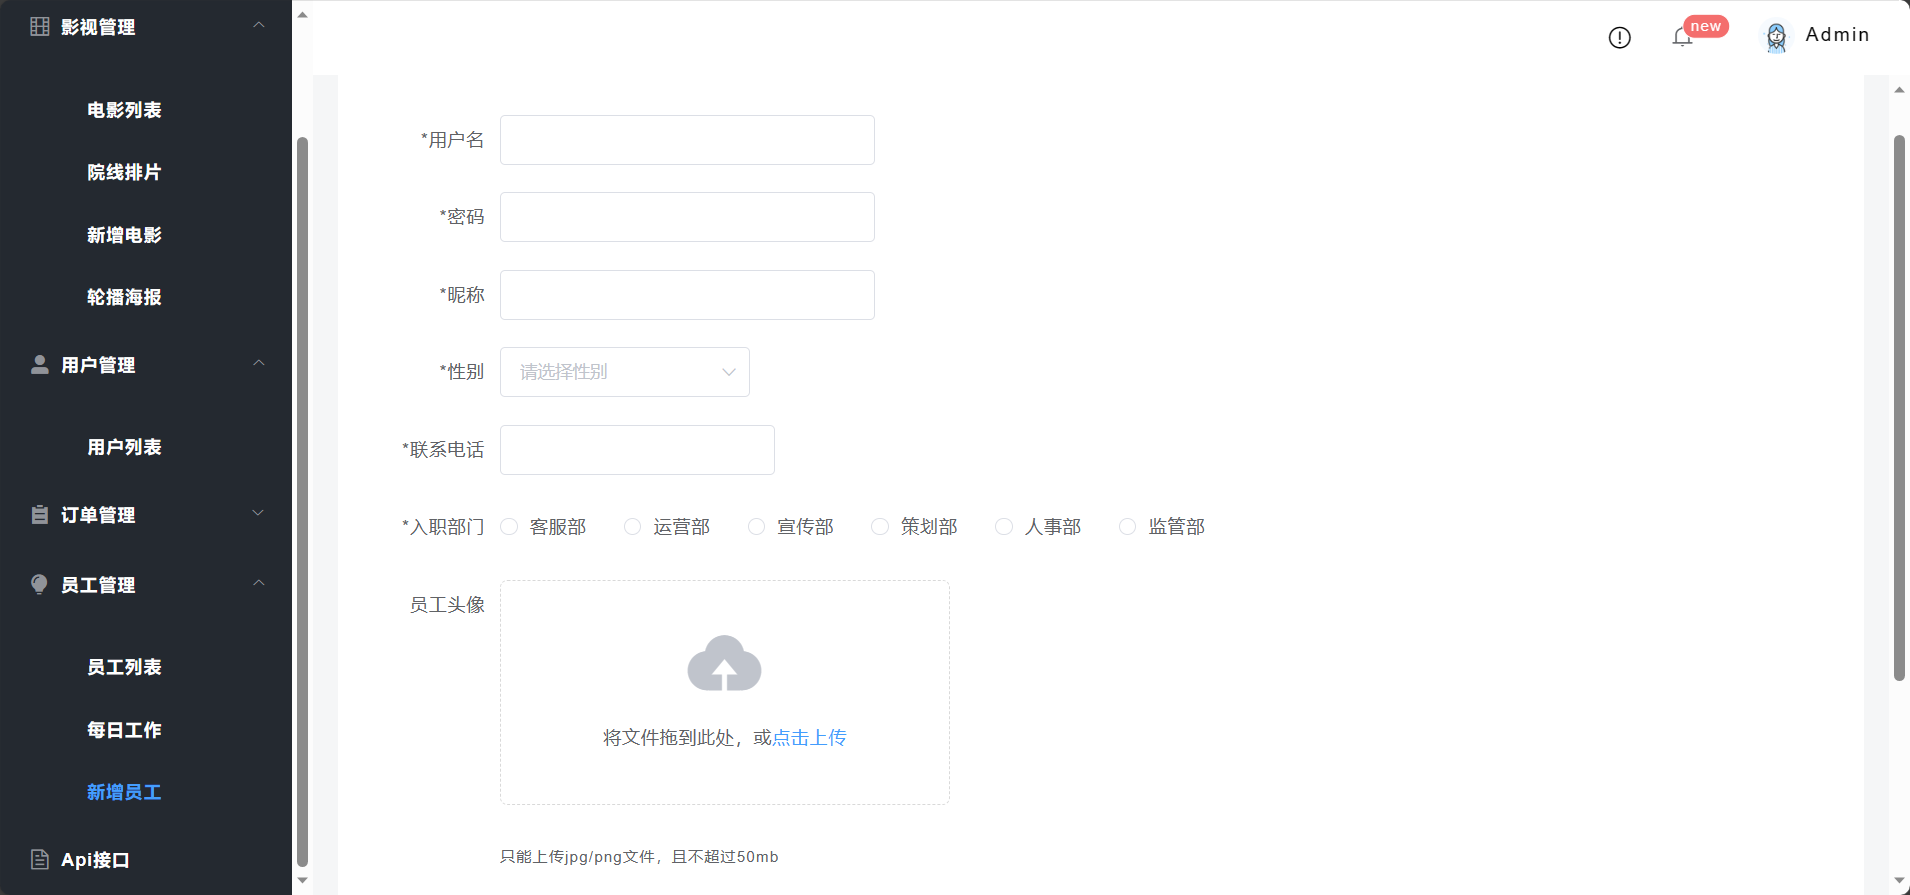 影视管理
电影列表
院线排片
新增电影
轮播海报
用户管理
用户列表
订单管理
员工管理
员工列表
每日工作
新增员工
Api接口
new
Admin
*用户名
*密码
*昵称
*性别 请选择性别
*联系电话
*入职部门 客服部 运营部 宣传部 策划部 人事部 监管部
员工头像
将文件拖到此处，或点击上传
只能上传jpg/png文件，且不超过50mb